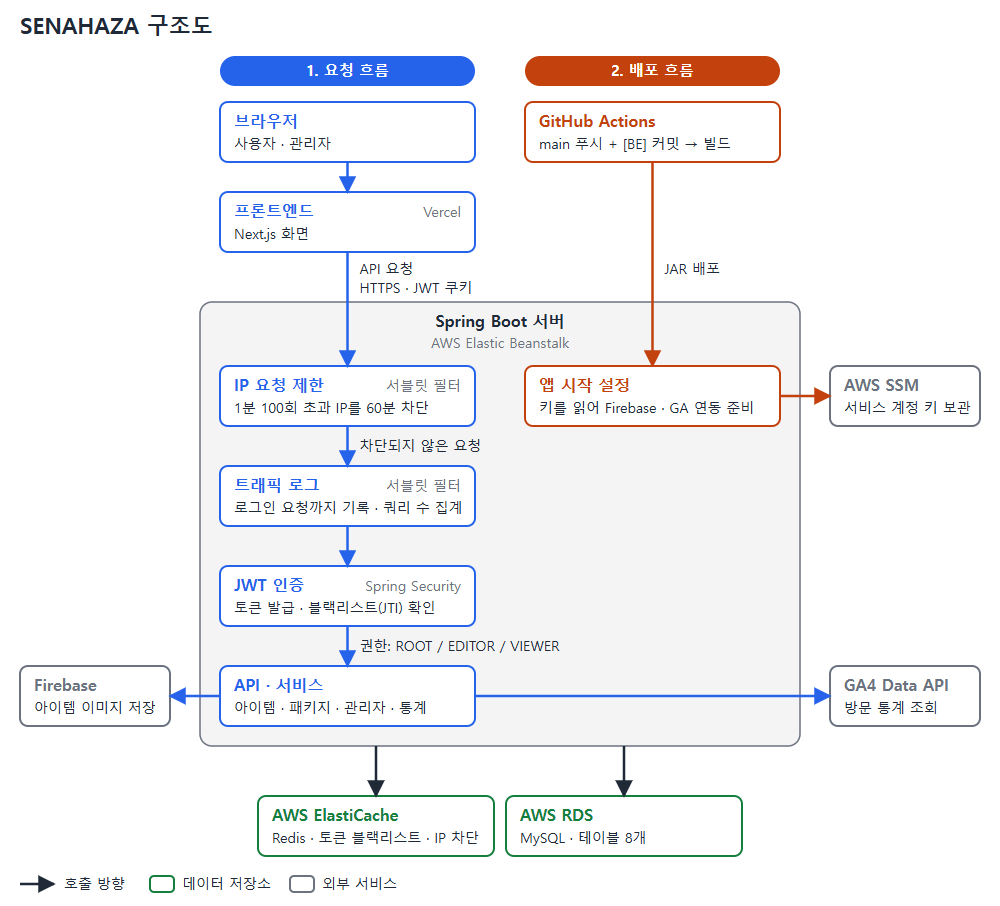 SENAHAZA 구조도
1. 요청 흐름
2. 배포 흐름
브라우저
사용자 · 관리자
GitHub Actions
main 푸시 + [BE] 커밋 → 빌드
프론트엔드
Vercel
Next.js 화면
API 요청
HTTPS · JWT 쿠키
JAR 배포
Spring Boot 서버
AWS Elastic Beanstalk
IP 요청 제한
서블릿 필터
1분 100회 초과 IP를 60분 차단
앱 시작 설정
키를 읽어 Firebase · GA 연동 준비
AWS SSM
서비스 계정 키 보관
차단되지 않은 요청
트래픽 로그
서블릿 필터
로그인 요청까지 기록 · 쿼리 수 집계
JWT 인증
Spring Security
토큰 발급 · 블랙리스트(JTI) 확인
권한: ROOT / EDITOR / VIEWER
Firebase
아이템 이미지 저장
API · 서비스
아이템 · 패키지 · 관리자 · 통계
GA4 Data API
방문 통계 조회
AWS ElastiCache
Redis · 토큰 블랙리스트 · IP 차단
AWS RDS
MySQL · 테이블 8개
호출 방향
데이터 저장소
외부 서비스